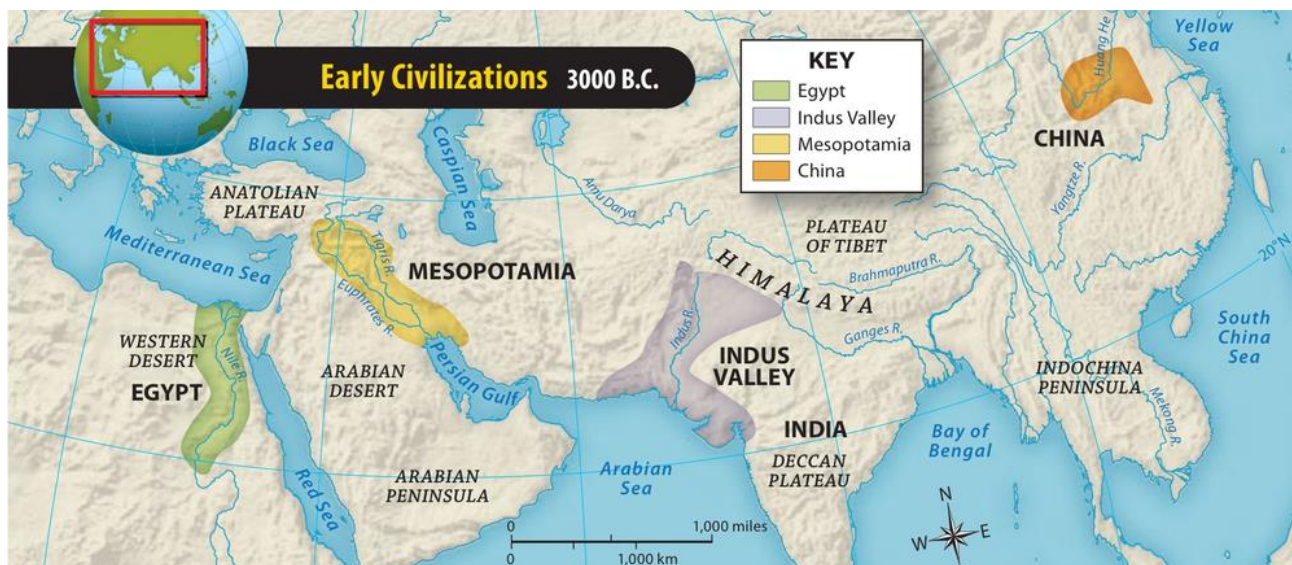 Early Civilizations 3000 B.C.
KEY
Egypt
Indus Valley
Mesopotamia
China
Yellow
Sea
Huang He
CHINA
Yangtze R.
Black Sea
Caspian Sea
Amu Darya
ANATOLIAN
PLATEAU
Mediterranean Sea
Tigris R.
MESOPOTAMIA
Euphrates R.
PLATEAU
OF TIBET
HIMALAYA
Brahmaputra R.
20°N
WESTERN
DESERT
Nile R.
EGYPT
ARABIAN
DESERT
Persian Gulf
Indus R.
INDUS
VALLEY
Ganges R.
South
China
Sea
INDOCHINA
PENINSULA
Mekong R.
Red Sea
ARABIAN
PENINSULA
Arabian
Sea
INDIA
DECCAN
PLATEAU
Bay of
Bengal
N
W E
S
0 1,000 miles
0 1,000 km